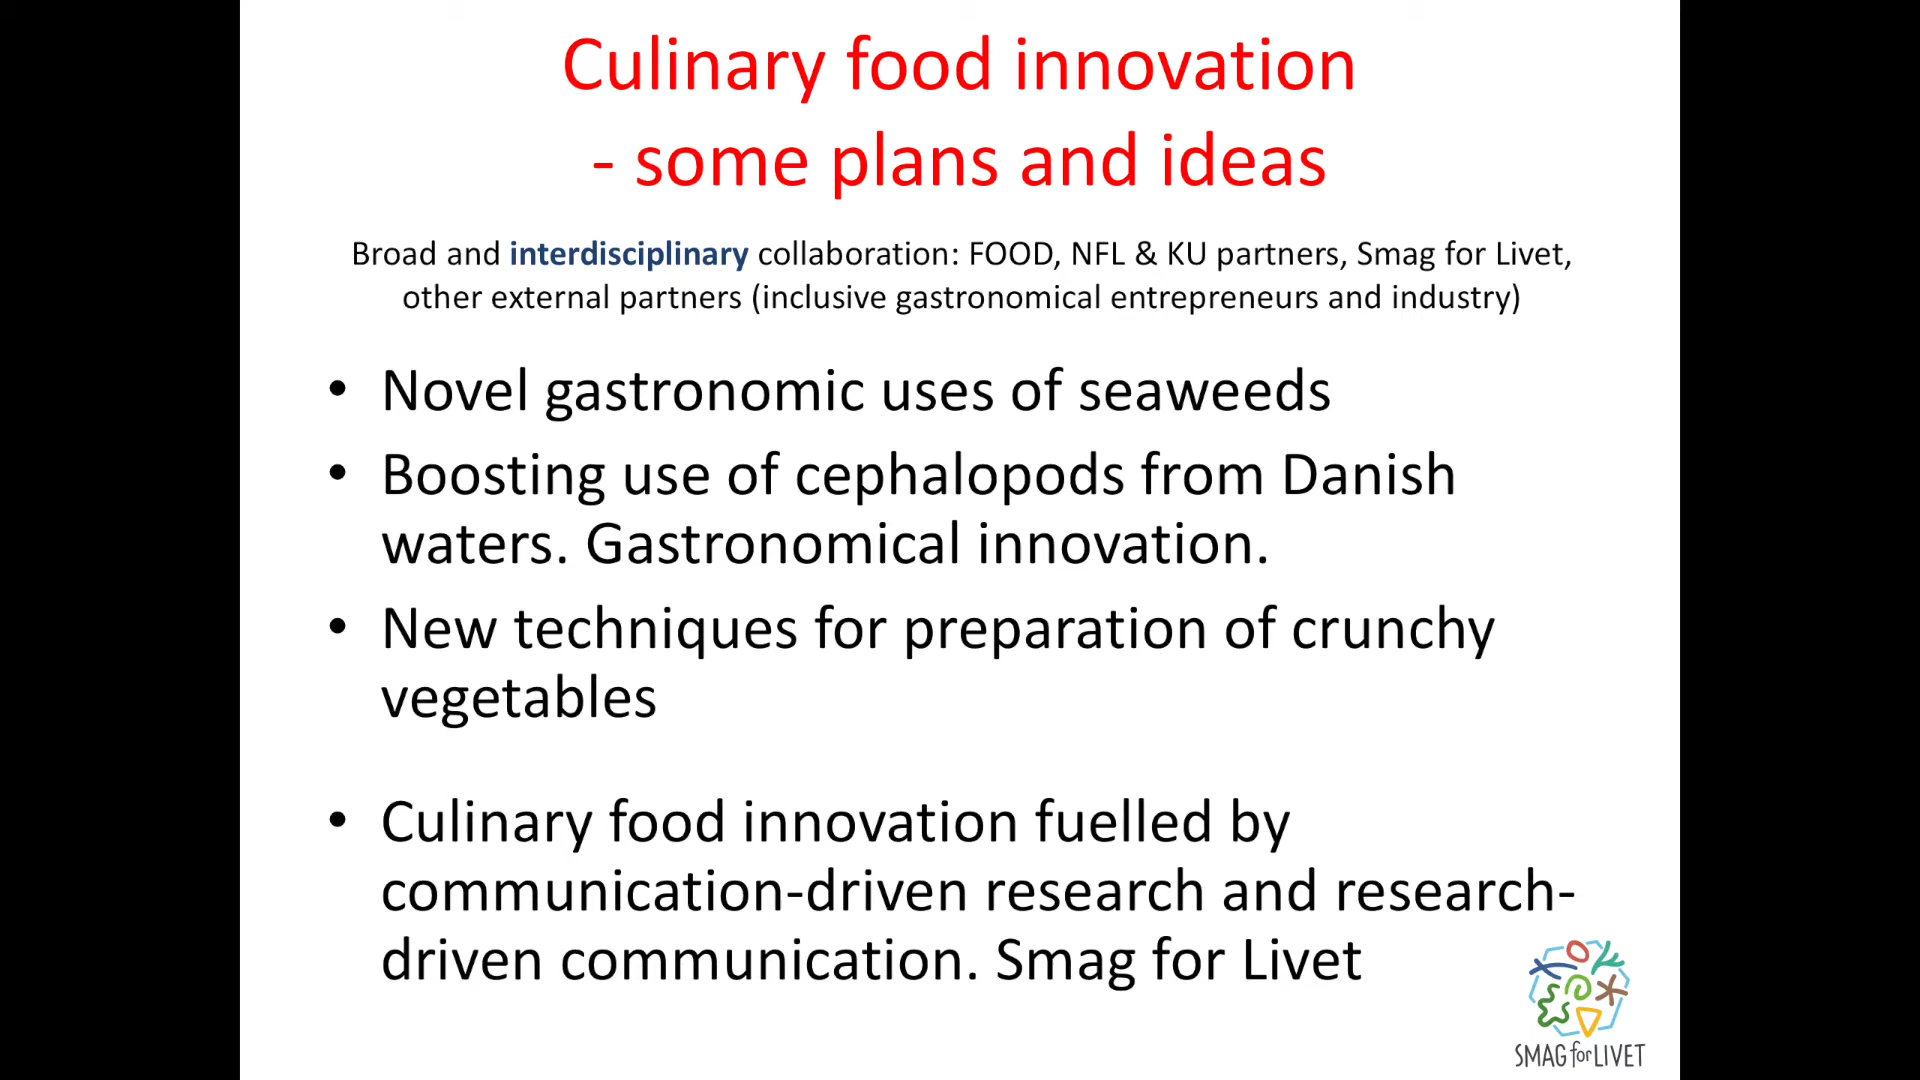 Culinary food innovation
- some plans and ideas
Broad and interdisciplinary collaboration: FOOD, NFL & KU partners, Smag for Livet,
other external partners (inclusive gastronomical entrepreneurs and industry)
• Novel gastronomic uses of seaweeds
• Boosting use of cephalopods from Danish
waters. Gastronomical innovation.
• New techniques for preparation of crunchy
vegetables
• Culinary food innovation fuelled by
communication-driven research and research-
driven communication. Smag for Livet
SMAG for LIVET